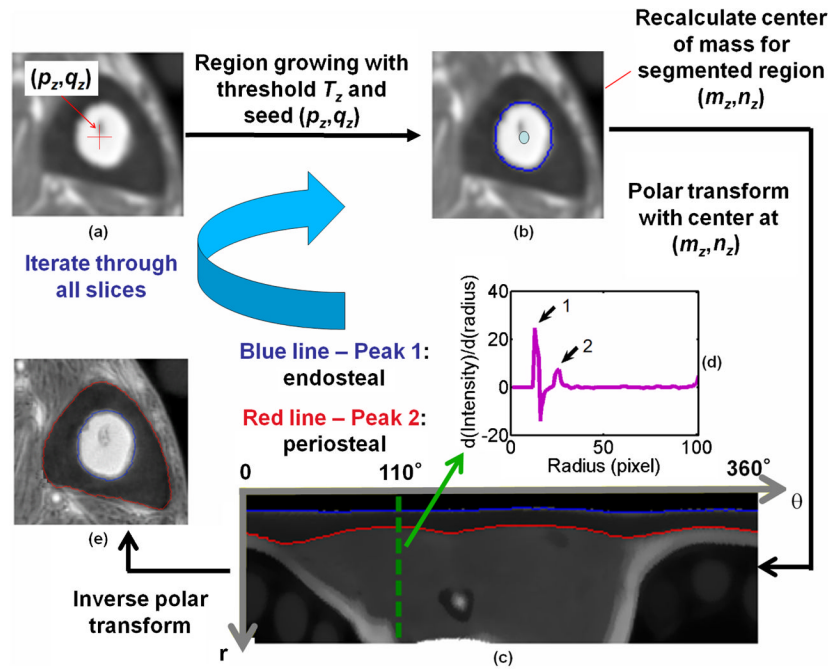 (pz,qz)
(a)
Region growing with
threshold Tz and
seed (pz,qz)
(b)
Recalculate center
of mass for
segmented region
(mz,nz)
Polar transform
with center at
(mz,nz)
Iterate through
all slices
Blue line – Peak 1:
endosteal
Red line – Peak 2:
periosteal
d(Intensity)/d(radius)
40
20
0
-20
1
2
(d)
0
50
100
Radius (pixel)
0
110°
360°
θ
r
(c)
(e)
Inverse polar
transform